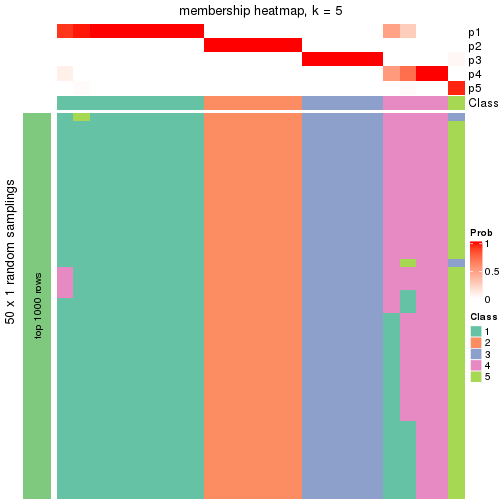 membership heatmap, k = 5
p1
p2
p3
p4
p5
Class
50 x 1 random samplings
top 1000 rows
Prob
1
0.5
0
Class
1
2
3
4
5